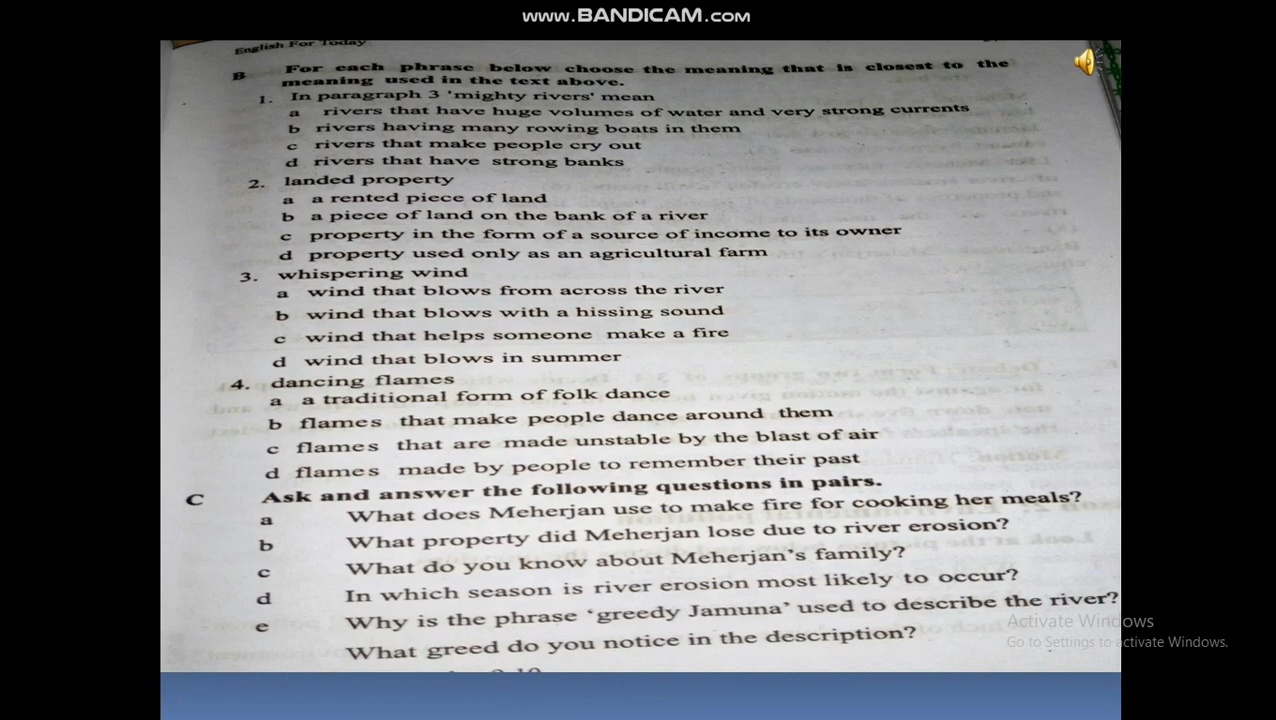 www.BANDICAM.com
English For Today
B For each phrase below choose the meaning that is closest to the
meaning used in the text above.
1. In paragraph 3 'mighty rivers' mean
a rivers that have huge volumes of water and very strong currents
b rivers having many rowing boats in them
c rivers that make people cry out
d rivers that have strong banks
2. landed property
a a rented piece of land
b a piece of land on the bank of a river
c property in the form of a source of income to its owner
d property used only as an agricultural farm
3. whispering wind
a wind that blows from across the river
b wind that blows with a hissing sound
c wind that helps someone make a fire
d wind that blows in summer
4. dancing flames
a a traditional form of folk dance
b flames that make people dance around them
c flames that are made unstable by the blast of air
d flames made by people to remember their past
C Ask and answer the following questions in pairs.
a What does Meherjan use to make fire for cooking her meals?
b What property did Meherjan lose due to river erosion?
c What do you know about Meherjan's family?
d In which season is river erosion most likely to occur?
e Why is the phrase 'greedy Jamuna' used to describe the river?
What greed do you notice in the description?
Activate Windows
Go to Settings to activate Windows.